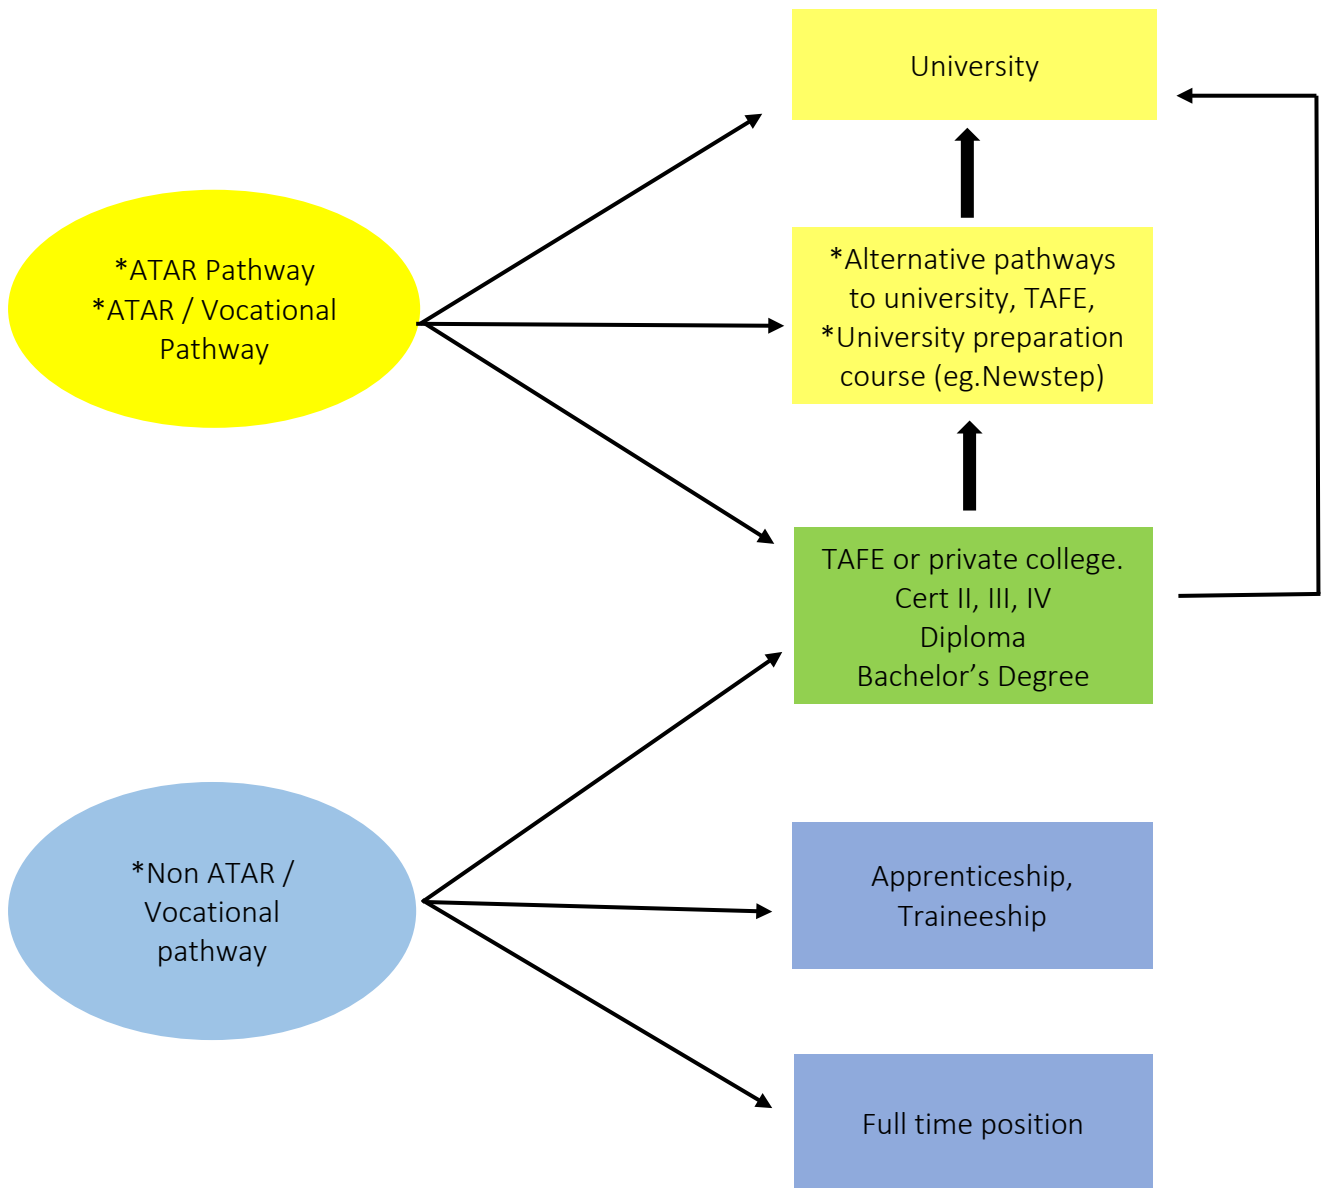 University
*ATAR Pathway
*ATAR / Vocational
Pathway
*Alternative pathways
to university, TAFE,
*University preparation
course (eg.Newstep)
TAFE or private college.
Cert II, III, IV
Diploma
Bachelor’s Degree
*Non ATAR /
Vocational
pathway
Apprenticeship,
Traineeship
Full time position